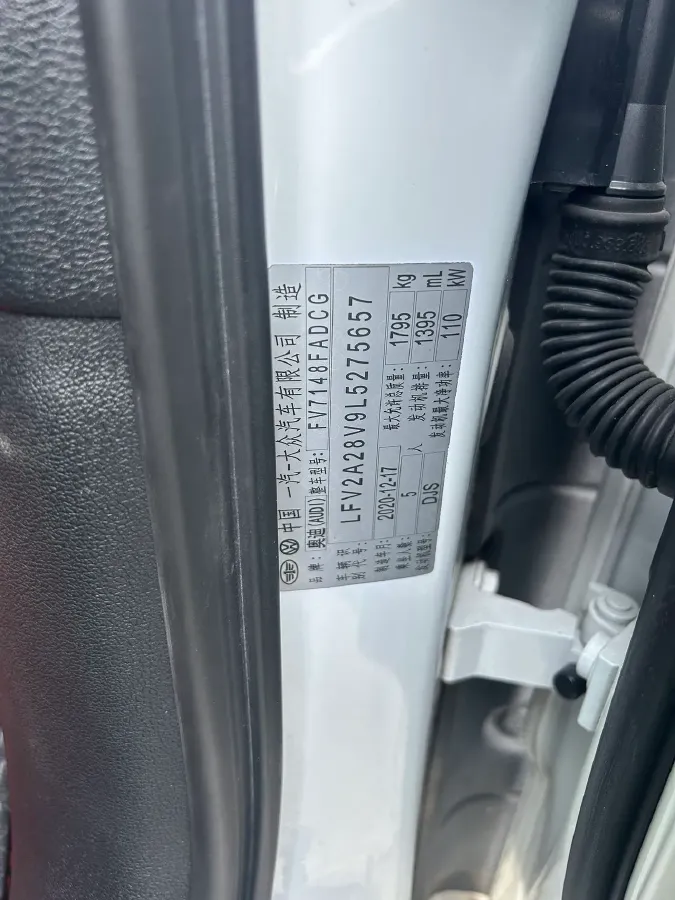 中国 一汽-大众汽车有限公司 制造
品牌: 奥迪(AUDI) 整车型号: FV7148FADCG
车辆识别代号: LFV2A28V9L5275657
制造年月: 2020-12-17 最大允许总质量: 1795 kg
乘坐人数: 5 人 发动机排量: 1395 mL
发动机型号: DJS 发动机最大净功率: 110 kW